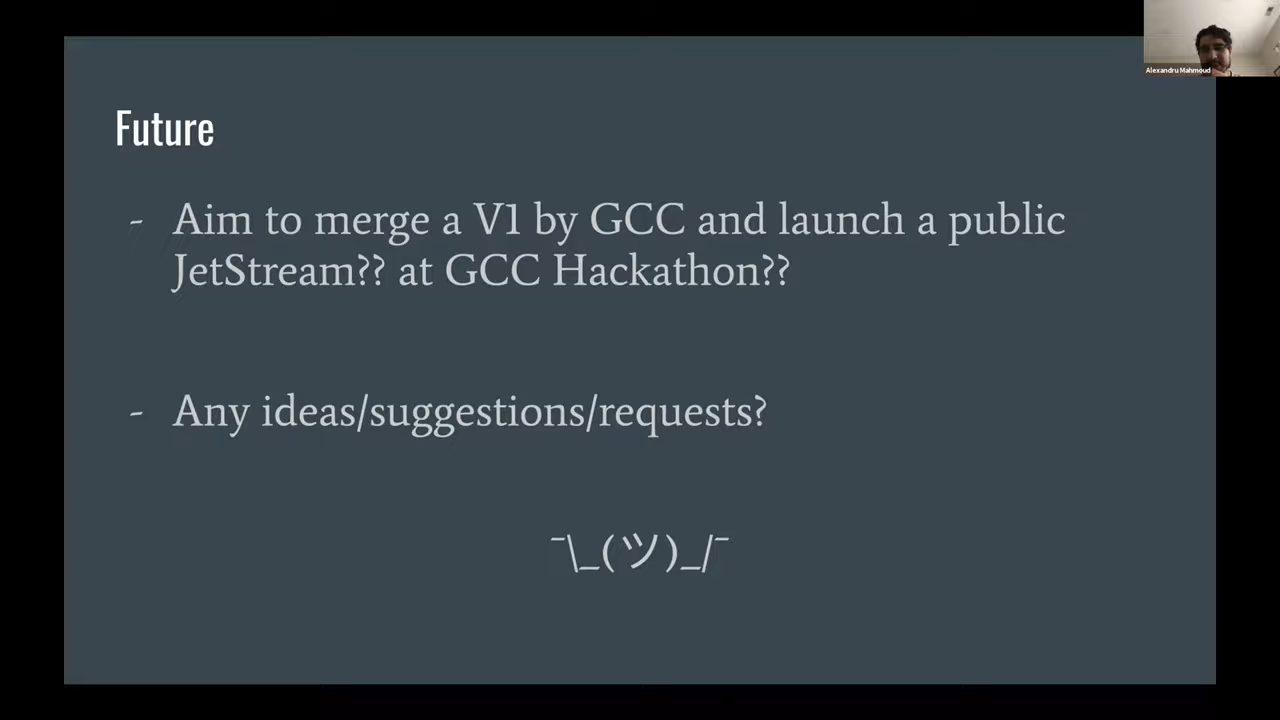 Alexandru Mahmoud
Future
- Aim to merge a V1 by GCC and launch a public
JetStream?? at GCC Hackathon??
- Any ideas/suggestions/requests?
¯\_(ツ)_/¯